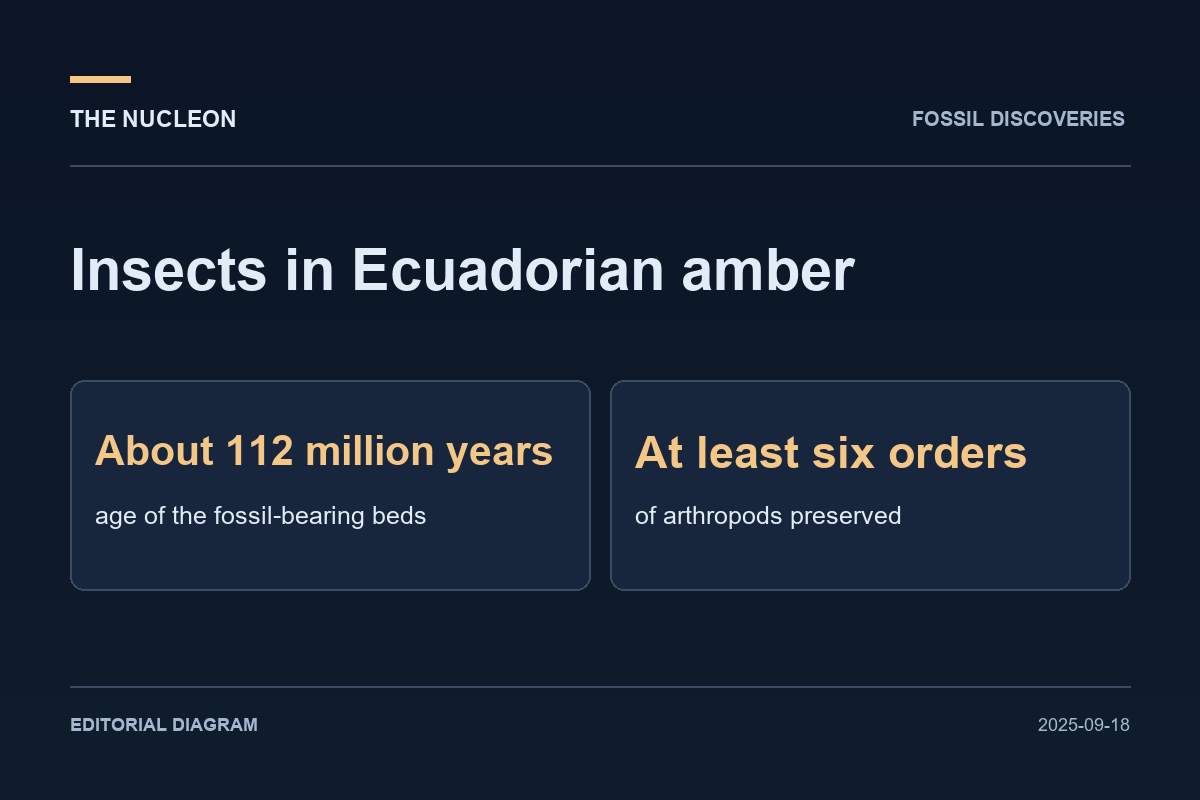 THE NUCLEON
FOSSIL DISCOVERIES
Insects in Ecuadorian amber
About 112 million years
age of the fossil-bearing beds
At least six orders
of arthropods preserved
EDITORIAL DIAGRAM
2025-09-18